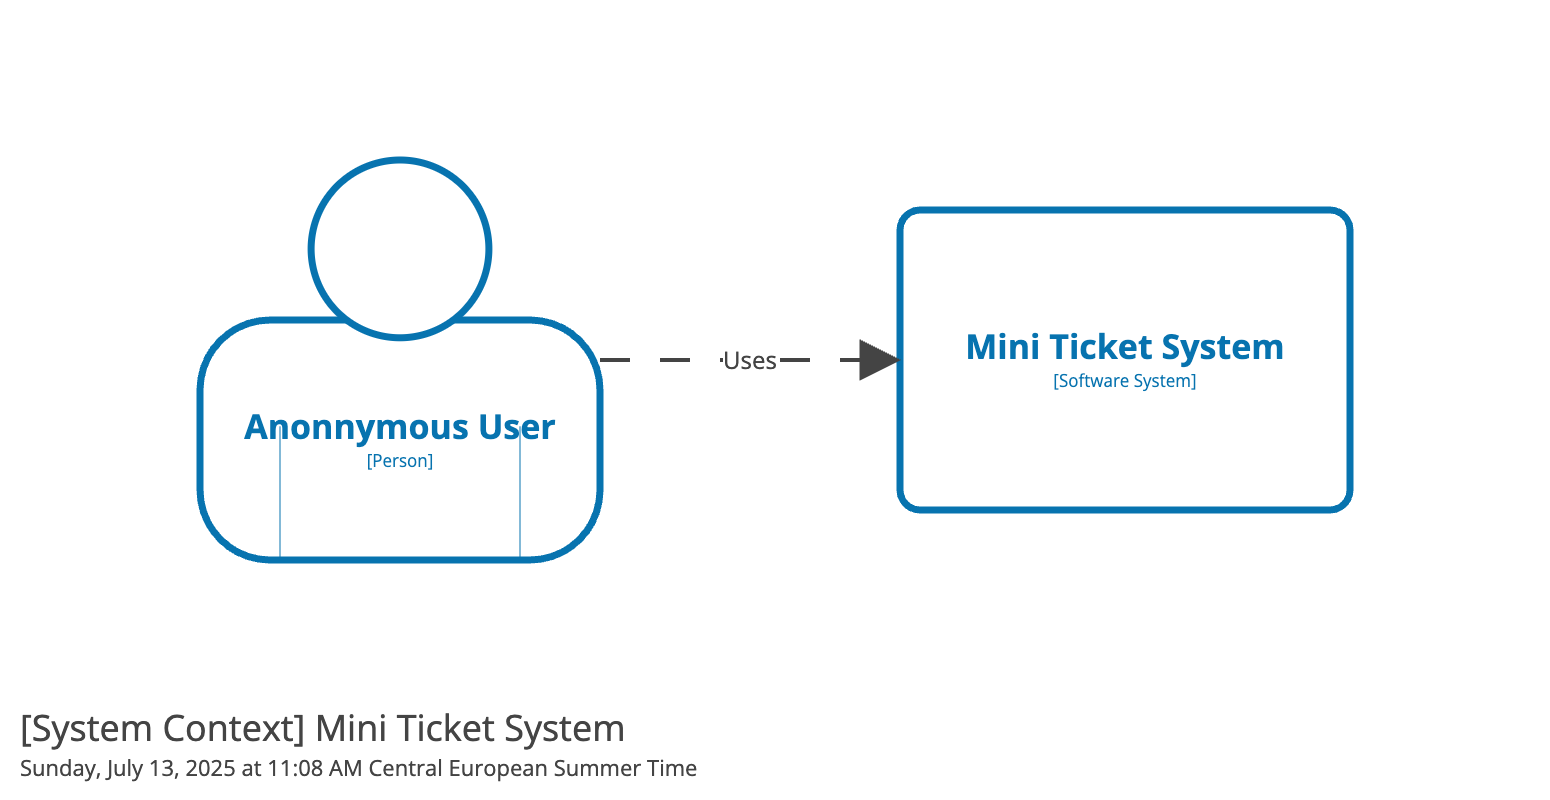 Anonnymous User
[Person]
Uses
Mini Ticket System
[Software System]
[System Context] Mini Ticket System
Sunday, July 13, 2025 at 11:08 AM Central European Summer Time